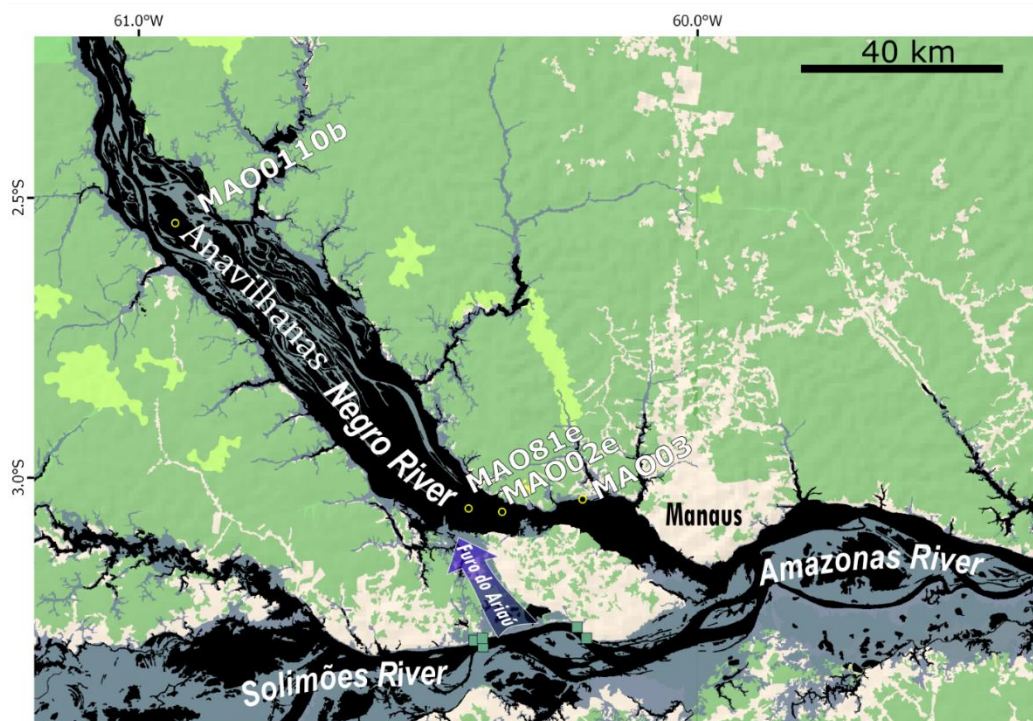 61.0°W
60.0°W
40 km
2.5°S
MAO0110b
Anavilhanas
Negro River
3.0°S
MAO81e
MAO02e
MAO03
Manaus
Furo do Ariaú
Amazonas River
Solimões River